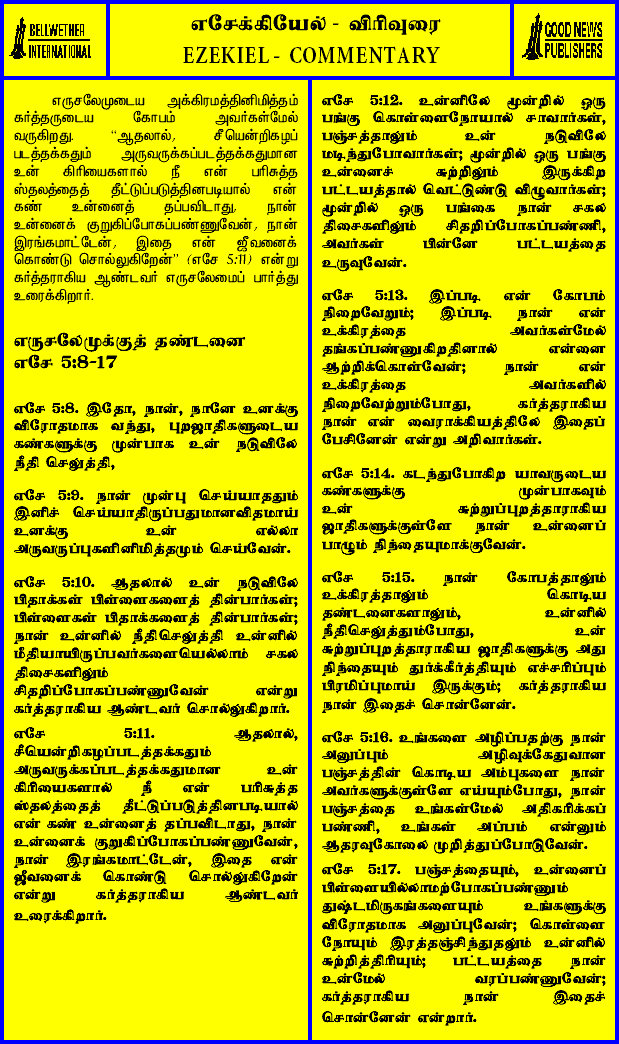 BELLWETHER
INTERNATIONAL
எசேக்கியேல் - விரிவுரை
EZEKIEL - COMMENTARY
GOOD NEWS
PUBLISHERS
எருசலேமுடைய அக்கிரமத்தினிமித்தம்
கர்த்தருடைய கோபம் அவர்கள்மேல்
வருகிறது. "ஆதலால், சீயென்றிகழப்
படத்தக்கதும் அருவருக்கப்படத்தக்கதுமான
உன் கிரியைகளால் நீ என் பரிசுத்த
ஸ்தலத்தைத் தீட்டுப்படுத்தினபடியால் என்
கண் உன்னைத் தப்பவிடாது, நான்
உன்னைக் குறுகிப்போகப்பண்ணுவேன், நான்
இரங்கமாட்டேன், இதை என் ஜீவனைக்
கொண்டு சொல்லுகிறேன்" (எசே 5:11) என்று
கர்த்தராகிய ஆண்டவர் எருசலேமைப் பார்த்து
உரைக்கிறார்.
எருசலேமுக்குத் தண்டனை
எசே 5:8-17
எசே 5:8. இதோ, நான், நானே உனக்கு
விரோதமாக வந்து, புறஜாதிகளுடைய
கண்களுக்கு முன்பாக உன் நடுவிலே
நீதி செலுத்தி,
எசே 5:9. நான் முன்பு செய்யாததும்
இனிச் செய்யாதிருப்பதுமானவிதமாய்
உனக்கு உன் எல்லா
அருவருப்புகளினிமித்தமும் செய்வேன்.
எசே 5:10. ஆதலால் உன் நடுவிலே
பிதாக்கள் பிள்ளைகளைத் தின்பார்கள்;
பிள்ளைகள் பிதாக்களைத் தின்பார்கள்;
நான் உன்னில் நீதிசெலுத்தி உன்னில்
மீதியாயிருப்பவர்களையெல்லாம் சகல
திசைகளிலும்
சிதறிப்போகப்பண்ணுவேன் என்று
கர்த்தராகிய ஆண்டவர் சொல்லுகிறார்.
எசே 5:11. ஆதலால்,
சீயென்றிகழப்படத்தக்கதும்
அருவருக்கப்படத்தக்கதுமான உன்
கிரியைகளால் நீ என் பரிசுத்த
ஸ்தலத்தைத் தீட்டுப்படுத்தினபடியால்
என் கண் உன்னைத் தப்பவிடாது, நான்
உன்னைக் குறுகிப்போகப்பண்ணுவேன்,
நான் இரங்கமாட்டேன், இதை என்
ஜீவனைக் கொண்டு சொல்லுகிறேன்
என்று கர்த்தராகிய ஆண்டவர்
உரைக்கிறார்.
எசே 5:12. உன்னிலே மூன்றில் ஒரு
பங்கு கொள்ளைநோயால் சாவார்கள்,
பஞ்சத்தாலும் உன் நடுவிலே
மடிந்துபோவார்கள்; மூன்றில் ஒரு பங்கு
உன்னைச் சுற்றிலும் இருக்கிற
பட்டயத்தால் வெட்டுண்டு விழுவார்கள்;
மூன்றில் ஒரு பங்கை நான் சகல
திசைகளிலும் சிதறிப்போகப்பண்ணி,
அவர்கள் பின்னே பட்டயத்தை
உருவுவேன்.
எசே 5:13. இப்படி என் கோபம்
நிறைவேறும்; இப்படி நான் என்
உக்கிரத்தை அவர்கள்மேல்
தங்கப்பண்ணுகிறதினால் என்னை
ஆற்றிக்கொள்வேன்; நான் என்
உக்கிரத்தை அவர்களில்
நிறைவேற்றும்போது, கர்த்தராகிய
நான் என் வைராக்கியத்திலே இதைப்
பேசினேன் என்று அறிவார்கள்.
எசே 5:14. கடந்துபோகிற யாவருடைய
கண்களுக்கு முன்பாகவும்
உன் சுற்றுப்புறத்தாராகிய
ஜாதிகளுக்குள்ளே நான் உன்னைப்
பாழும் நிந்தையுமாக்குவேன்.
எசே 5:15. நான் கோபத்தாலும்
உக்கிரத்தாலும் கொடிய
தண்டனைகளாலும், உன்னில்
நீதிசெலுத்தும்போது, உன்
சுற்றுப்புறத்தாராகிய ஜாதிகளுக்கு அது
நிந்தையும் துர்க்கீர்த்தியும் எச்சரிப்பும்
பிரமிப்புமாய் இருக்கும்; கர்த்தராகிய
நான் இதைச் சொன்னேன்.
எசே 5:16. உங்களை அழிப்பதற்கு நான்
அனுப்பும் அழிவுக்கேதுவான
பஞ்சத்தின் கொடிய அம்புகளை நான்
அவர்களுக்குள்ளே எய்யும்போது, நான்
பஞ்சத்தை உங்கள்மேல் அதிகரிக்கப்
பண்ணி, உங்கள் அப்பம் என்னும்
ஆதரவுகோலை முறித்துப்போடுவேன்.
எசே 5:17. பஞ்சத்தையும், உன்னைப்
பிள்ளையில்லாமற்போகப்பண்ணும்
துஷ்டமிருகங்களையும் உங்களுக்கு
விரோதமாக அனுப்புவேன்; கொள்ளை
நோயும் இரத்தஞ்சிந்துதலும் உன்னில்
சுற்றித்திரியும்; பட்டயத்தை நான்
உன்மேல் வரப்பண்ணுவேன்;
கர்த்தராகிய நான் இதைச்
சொன்னேன் என்றார்.